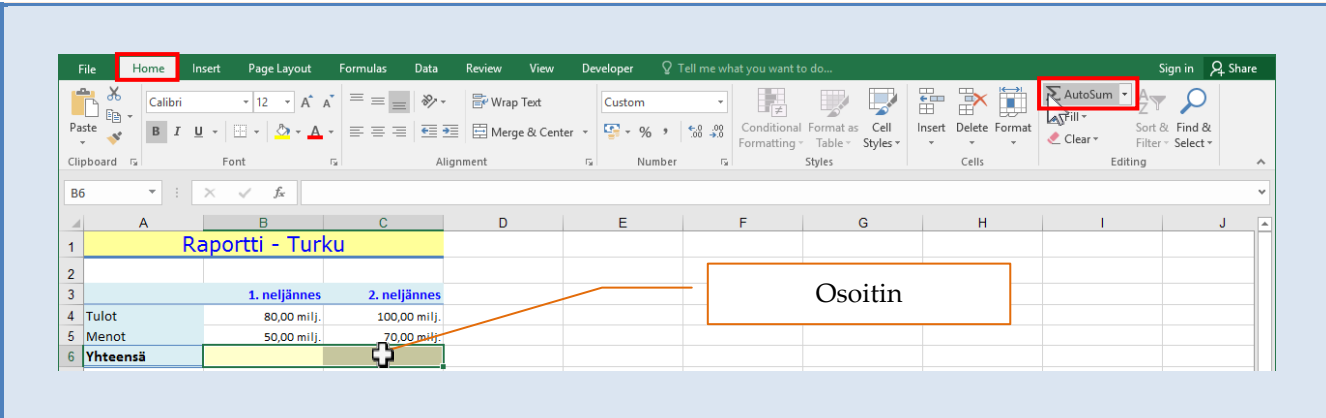 File Home Insert Page Layout Formulas Data Review View Developer Tell me what you want to do... Sign in Share
Calibri 12 A A Wrap Text Custom AutoSum
Paste B I U A Merge & Center % , .00 Conditional Format as Cell Insert Delete Format Fill Sort & Find &
Formatting Table Styles Clear Filter Select
Clipboard Font Alignment Number Styles Cells Editing
B6 fx
A B C D E F G H I J
1 Raportti - Turku
2
3 1. neljännes 2. neljännes
Osoitin
4 Tulot 80,00 milj. 100,00 milj.
5 Menot 50,00 milj. 70,00 milj.
6 Yhteensä